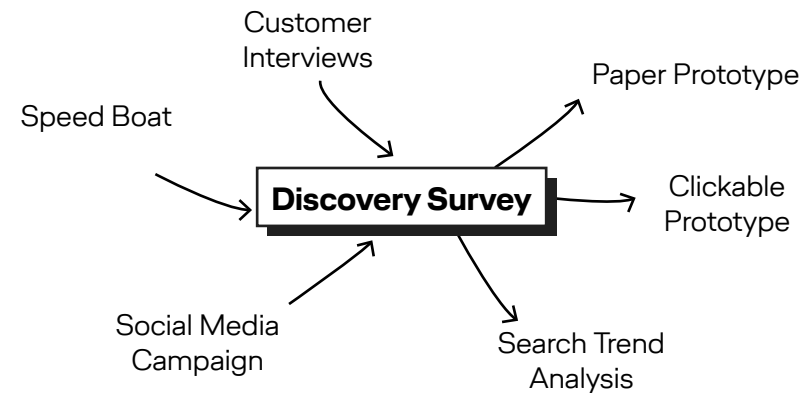 Customer
Interviews
Paper Prototype
Speed Boat
Discovery Survey
Clickable
Prototype
Social Media
Campaign
Search Trend
Analysis